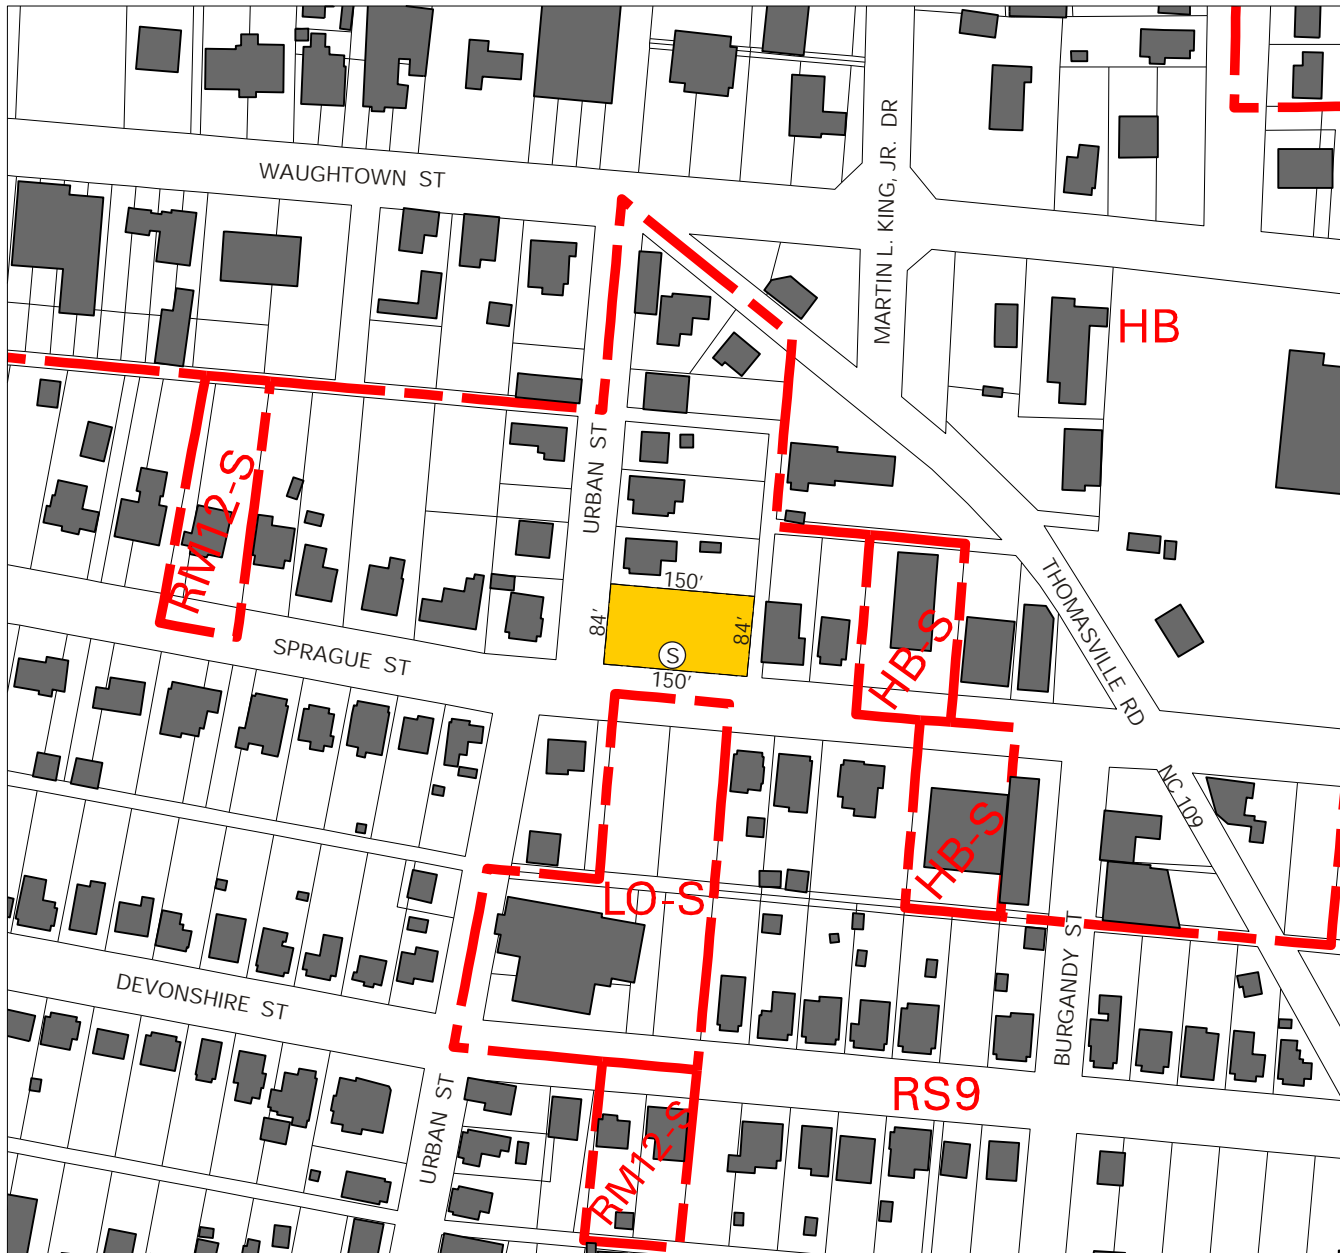 WAUGHTOWN ST
MARTIN L. KING, JR. DR
HB
URBAN ST
RM12-S
THOMASVILLE RD
150'
84'
84'
S
150'
SPRAGUE ST
HB-S
NC 109
HB-S
LO-S
BURGANDY ST
DEVONSHIRE ST
RS9
URBAN ST
RM12-S